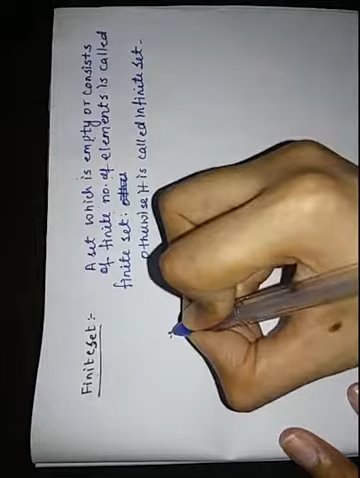 Finite set :-
A set which is empty or consists
of finite no. of elements is called
finite set.
otherwise it is called infinite set.